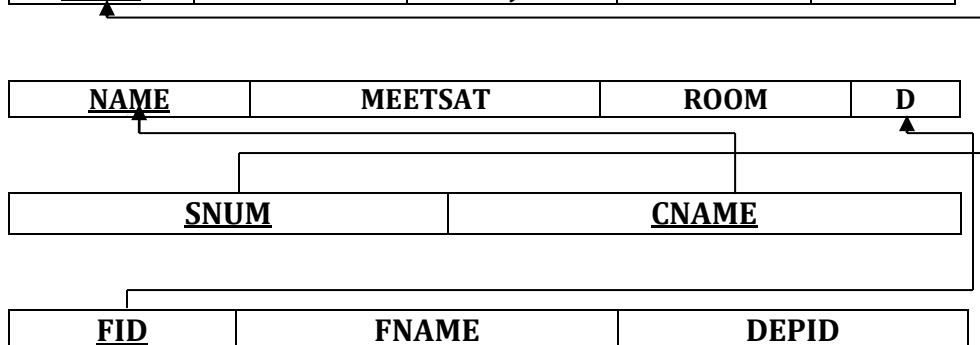 NAME MEETSAT ROOM D
SNUM CNAME
FID FNAME DEPID